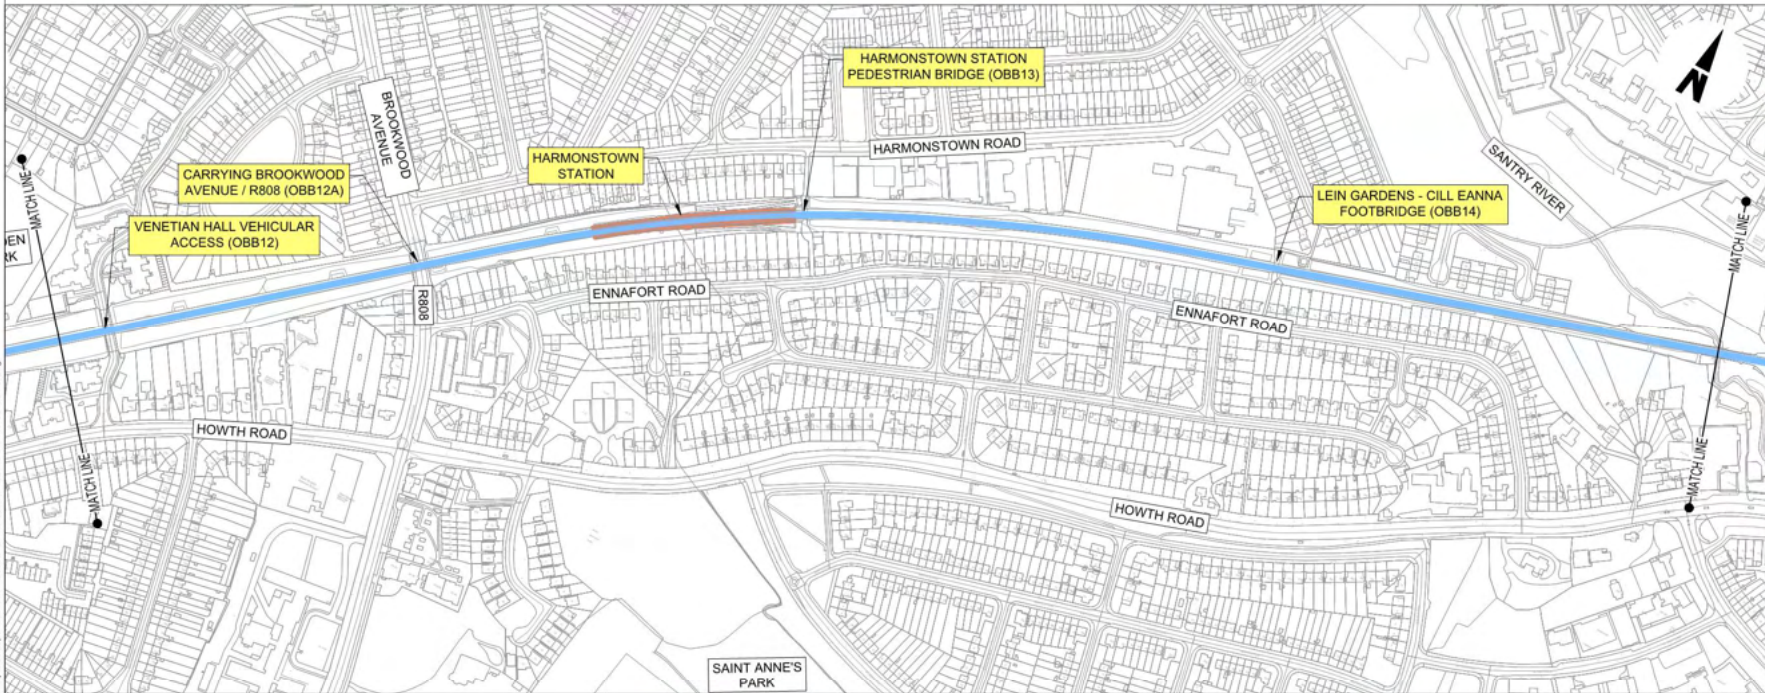 HARMONSTOWN STATION
PEDESTRIAN BRIDGE (OBB13)
N
BROOKWOOD
AVENUE
HARMONSTOWN ROAD
SANTRY RIVER
HARMONSTOWN
STATION
CARRYING BROOKWOOD
AVENUE / R808 (OBB12A)
MATCH LINE
LEIN GARDENS - CILL EANNA
FOOTBRIDGE (OBB14)
VENETIAN HALL VEHICULAR
ACCESS (OBB12)
DEN
RK
MATCH LINE
R808
ENNAFORT ROAD
ENNAFORT ROAD
HOWTH ROAD
MATCH LINE
MATCH LINE
HOWTH ROAD
SAINT ANNE'S
PARK